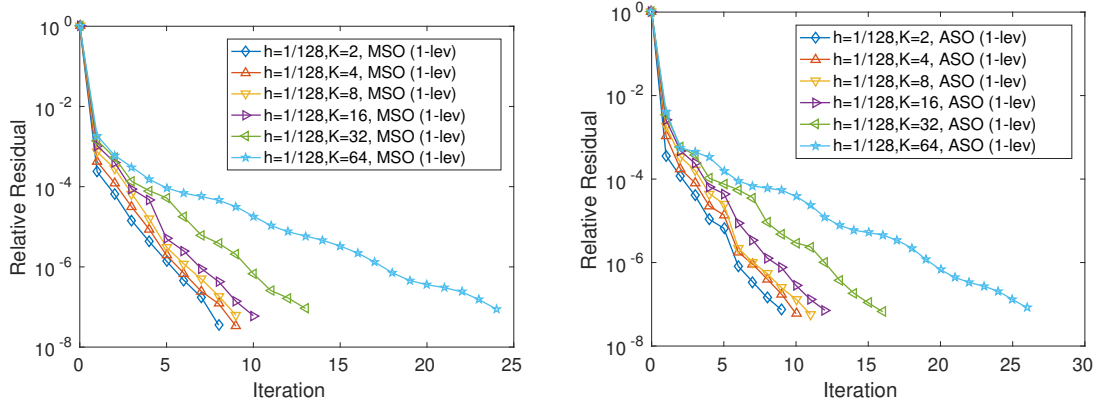 10^0
10^-2
10^-4
10^-6
10^-8
Relative Residual
0 5 10 15 20 25
Iteration
h=1/128,K=2, MSO (1-lev)
h=1/128,K=4, MSO (1-lev)
h=1/128,K=8, MSO (1-lev)
h=1/128,K=16, MSO (1-lev)
h=1/128,K=32, MSO (1-lev)
h=1/128,K=64, MSO (1-lev)
10^0
10^-2
10^-4
10^-6
10^-8
Relative Residual
0 5 10 15 20 25 30
Iteration
h=1/128,K=2, ASO (1-lev)
h=1/128,K=4, ASO (1-lev)
h=1/128,K=8, ASO (1-lev)
h=1/128,K=16, ASO (1-lev)
h=1/128,K=32, ASO (1-lev)
h=1/128,K=64, ASO (1-lev)